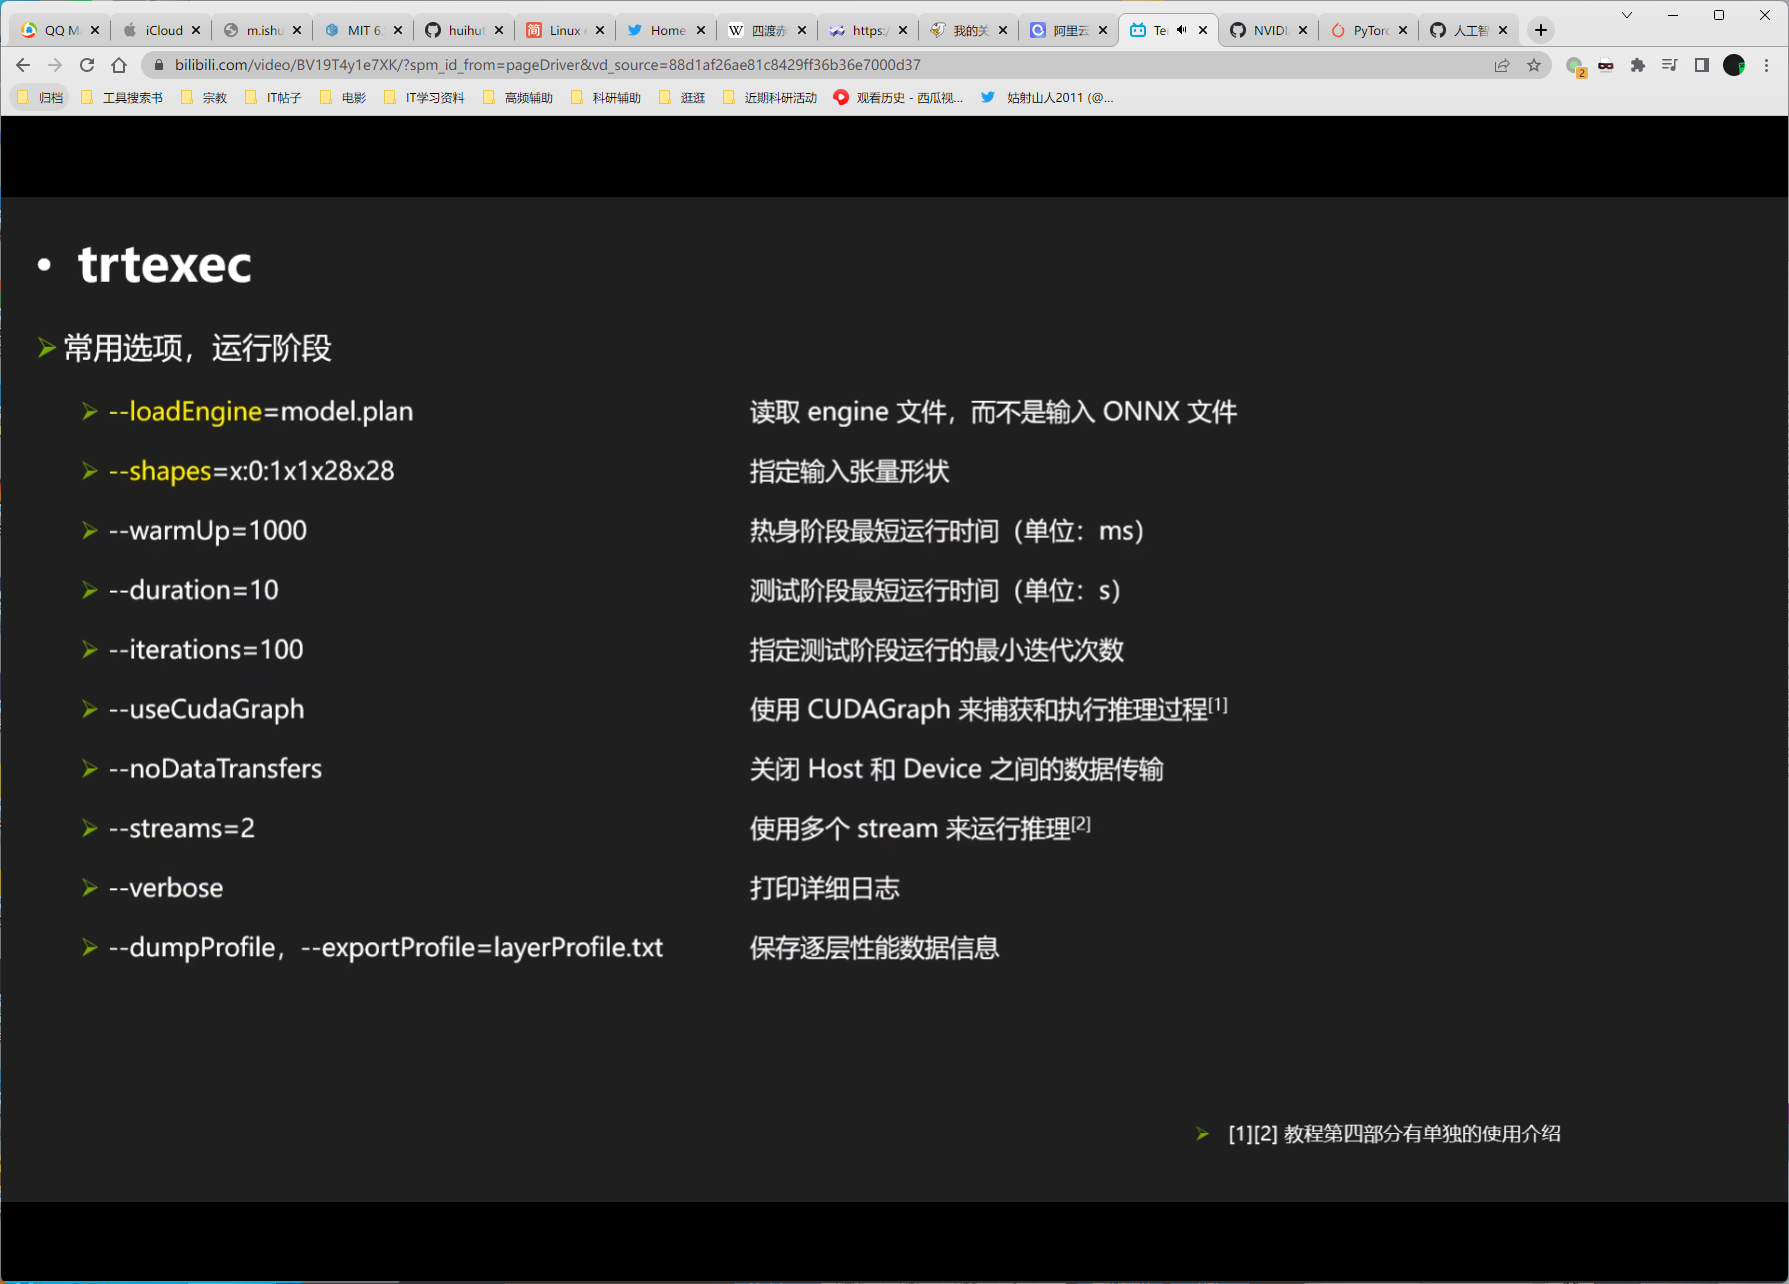 QQ M
iCloud
m.ishu
MIT 6.
huihut
Linux
Home
四渡赤
https:/
我的关
阿里云
Te
NVIDI
PyTorc
人工智
bilibili.com/video/BV19T4y1e7XK/?spm_id_from=pageDriver&vd_source=88d1af26ae81c8429ff36b36e7000d37
2
归档
工具搜索书
宗教
IT帖子
电影
IT学习资料
高频辅助
科研辅助
逛逛
近期科研活动
观看历史 - 西瓜视...
姑射山人2011 (@...
• trtexec
常用选项，运行阶段
--loadEngine=model.plan 读取 engine 文件，而不是输入 ONNX 文件
--shapes=x:0:1x1x28x28 指定输入张量形状
--warmUp=1000 热身阶段最短运行时间（单位：ms）
--duration=10 测试阶段最短运行时间（单位：s）
--iterations=100 指定测试阶段运行的最小迭代次数
--useCudaGraph 使用 CUDAGraph 来捕获和执行推理过程[1]
--noDataTransfers 关闭 Host 和 Device 之间的数据传输
--streams=2 使用多个 stream 来运行推理[2]
--verbose 打印详细日志
--dumpProfile，--exportProfile=layerProfile.txt 保存逐层性能数据信息
[1][2] 教程第四部分有单独的使用介绍